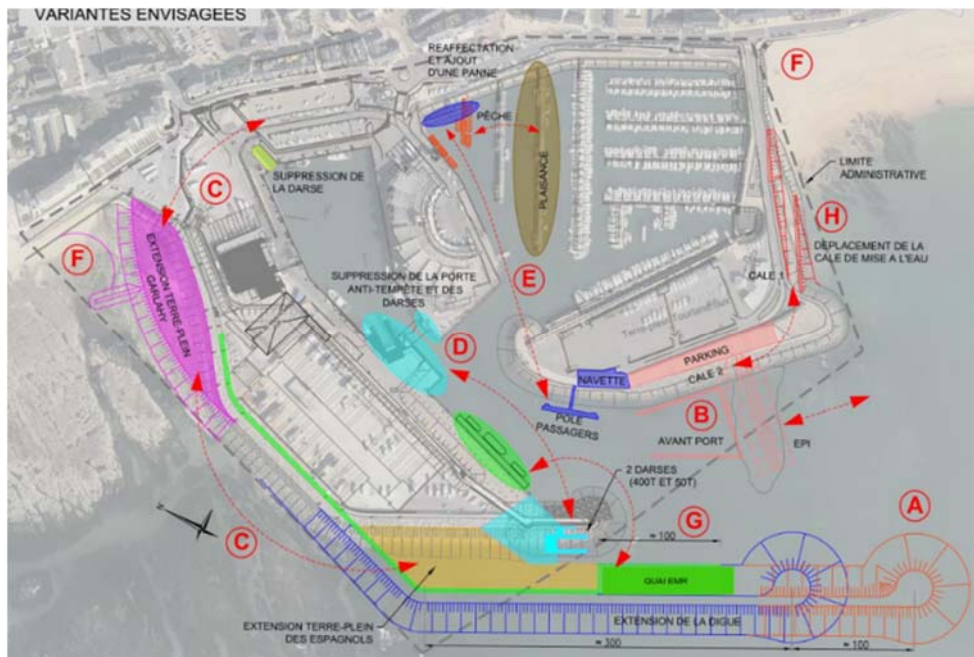 VARIANTES ENVISAGEES
REAFFECTATION
ET AJOUT
D'UNE PANNE
PÊCHE
F
PLAISANCE
LIMITE
ADMINISTRATIVE
C
SUPPRESSION DE
LA DARSE
H
DÉPLACEMENT DE LA
CALE DE MISE A L'EAU
F
EXTENSION TERRE-PLEIN
GARLAHY
SUPPRESSION DE LA PORTE
ANTI-TEMPÊTE ET DES
DARSES
E
CALE 1
D
PARKING
NAVETTE
CALE 2
B
POLE
PASSAGERS
AVANT PORT
EPI
2 DARSES
(400T ET 50T)
G
A
≈ 100
C
N
QUAI EMR
EXTENSION TERRE-PLEIN
DES ESPAGNOLS
EXTENSION DE LA DIGUE
≈ 300
≈ 100